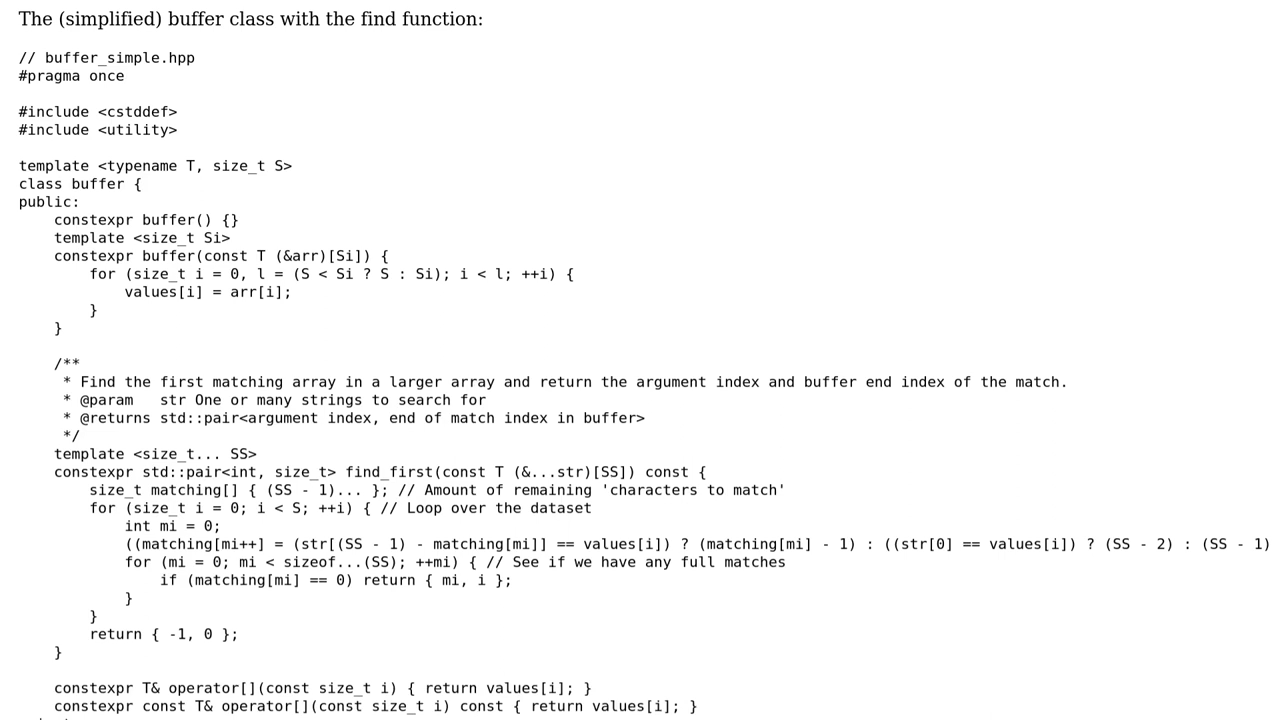 The (simplified) buffer class with the find function:
// buffer_simple.hpp
#pragma once
#include <cstddef>
#include <utility>
template <typename T, size_t S>
class buffer {
public:
    constexpr buffer() {}
    template <size_t Si>
    constexpr buffer(const T (&arr)[Si]) {
        for (size_t i = 0, l = (S < Si ? S : Si); i < l; ++i) {
            values[i] = arr[i];
        }
    }
    /**
     * Find the first matching array in a larger array and return the argument index and buffer end index of the match.
     * @param   str One or many strings to search for
     * @returns std::pair<argument index, end of match index in buffer>
     */
    template <size_t... SS>
    constexpr std::pair<int, size_t> find_first(const T (&...str)[SS]) const {
        size_t matching[] { (SS - 1)... }; // Amount of remaining 'characters to match'
        for (size_t i = 0; i < S; ++i) { // Loop over the dataset
            int mi = 0;
            ((matching[mi++] = (str[(SS - 1) - matching[mi]] == values[i]) ? (matching[mi] - 1) : ((str[0] == values[i]) ? (SS - 2) : (SS - 1)
            for (mi = 0; mi < sizeof...(SS); ++mi) { // See if we have any full matches
                if (matching[mi] == 0) return { mi, i };
            }
        }
        return { -1, 0 };
    }
    constexpr T& operator[](const size_t i) { return values[i]; }
    constexpr const T& operator[](const size_t i) const { return values[i]; }